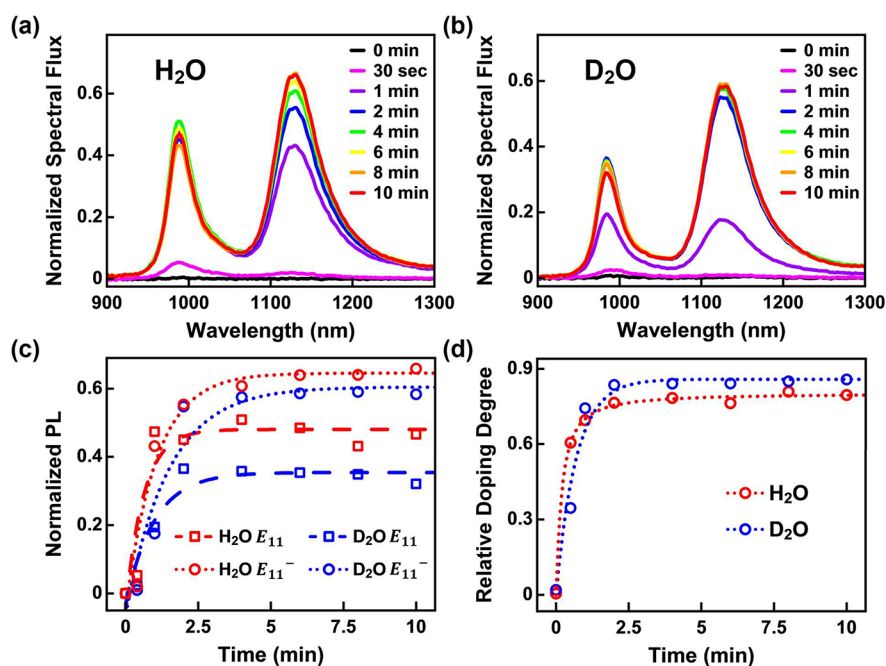 (a)
Normalized Spectral Flux
0.6
0.4
0.2
0
H₂O
0 min
30 sec
1 min
2 min
4 min
6 min
8 min
10 min
900 1000 1100 1200 1300
Wavelength (nm)
(b)
Normalized Spectral Flux
0.6
0.4
0.2
0
D₂O
0 min
30 sec
1 min
2 min
4 min
6 min
8 min
10 min
900 1000 1100 1200 1300
Wavelength (nm)
(c)
Normalized PL
0.6
0.4
0.2
0
H₂O E₁₁ D₂O E₁₁
H₂O E₁₁⁻ D₂O E₁₁⁻
0 2.5 5 7.5 10
Time (min)
(d)
Relative Doping Degree
0.9
0.6
0.3
0
H₂O
D₂O
0 2.5 5 7.5 10
Time (min)